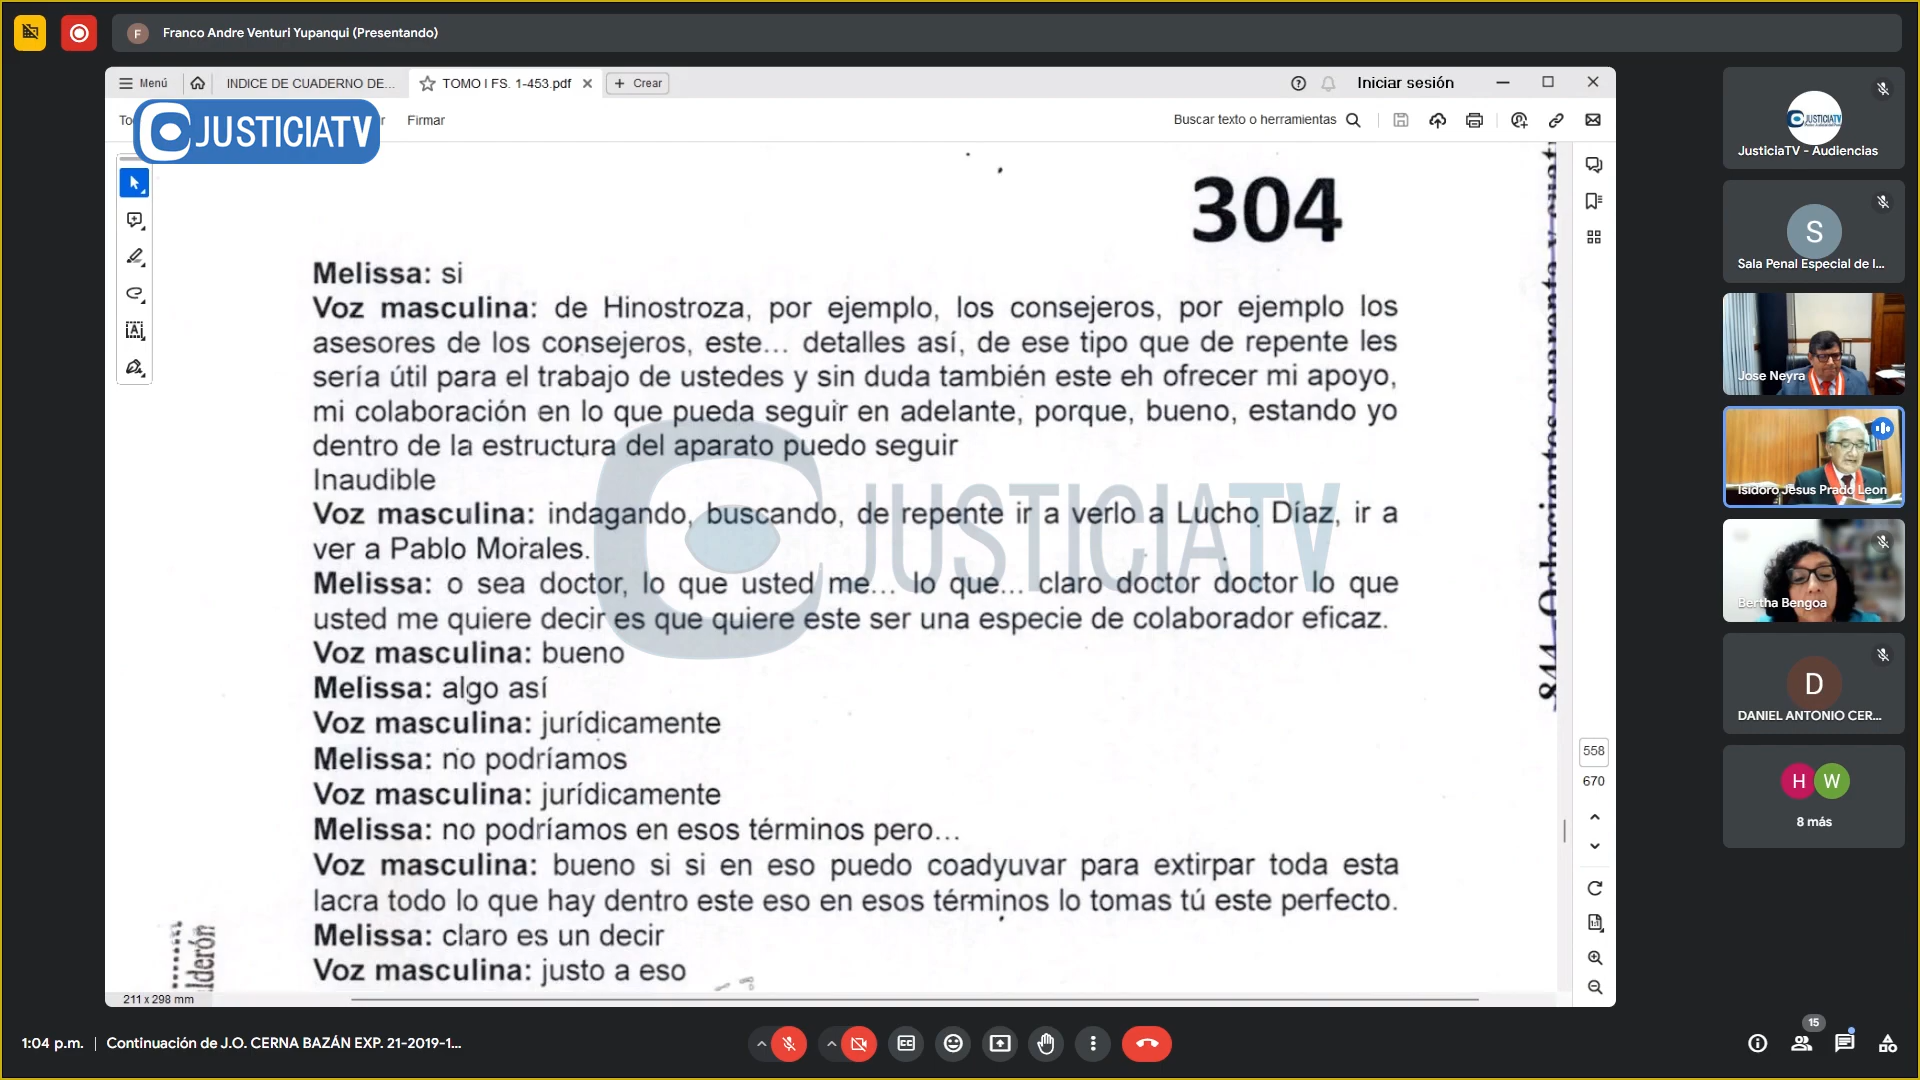 Franco Andre Venturi Yupanqui (Presentando)
Menú
INDICE DE CUADERNO DE...
TOMO I FS. 1-453.pdf
Crear
Iniciar sesión
JUSTICIATV
Firmar
Buscar texto o herramientas
304
Melissa: si
Voz masculina: de Hinostroza, por ejemplo, los consejeros, por ejemplo los
asesores de los consejeros, este... detalles así, de ese tipo que de repente les
sería útil para el trabajo de ustedes y sin duda también este eh ofrecer mi apoyo,
mi colaboración en lo que pueda seguir en adelante, porque, bueno, estando yo
dentro de la estructura del aparato puedo seguir
Inaudible
Voz masculina: indagando, buscando, de repente ir a verlo a Lucho Díaz, ir a
ver a Pablo Morales.
Melissa: o sea doctor, lo que usted me... lo que... claro doctor doctor lo que
usted me quiere decir es que quiere este ser una especie de colaborador eficaz.
Voz masculina: bueno
Melissa: algo así
Voz masculina: jurídicamente
Melissa: no podríamos
Voz masculina: jurídicamente
Melissa: no podríamos en esos términos pero...
Voz masculina: bueno si si en eso puedo coadyuvar para extirpar toda esta
lacra todo lo que hay dentro este eso en esos términos lo tomas tú este perfecto.
Melissa: claro es un decir
Voz masculina: justo a eso
JUSTICIATV
844
lderón
558
670
211 x 298 mm
JUSTICIATV
JusticiaTV - Audiencias
S
Sala Penal Especial de l...
Jose Neyra
Isidoro Jesus Prado Leon
Bertha Bengoa
D
DANIEL ANTONIO CER...
H W
8 más
1:04 p.m. | Continuación de J.O. CERNA BAZÁN EXP. 21-2019-1...
15